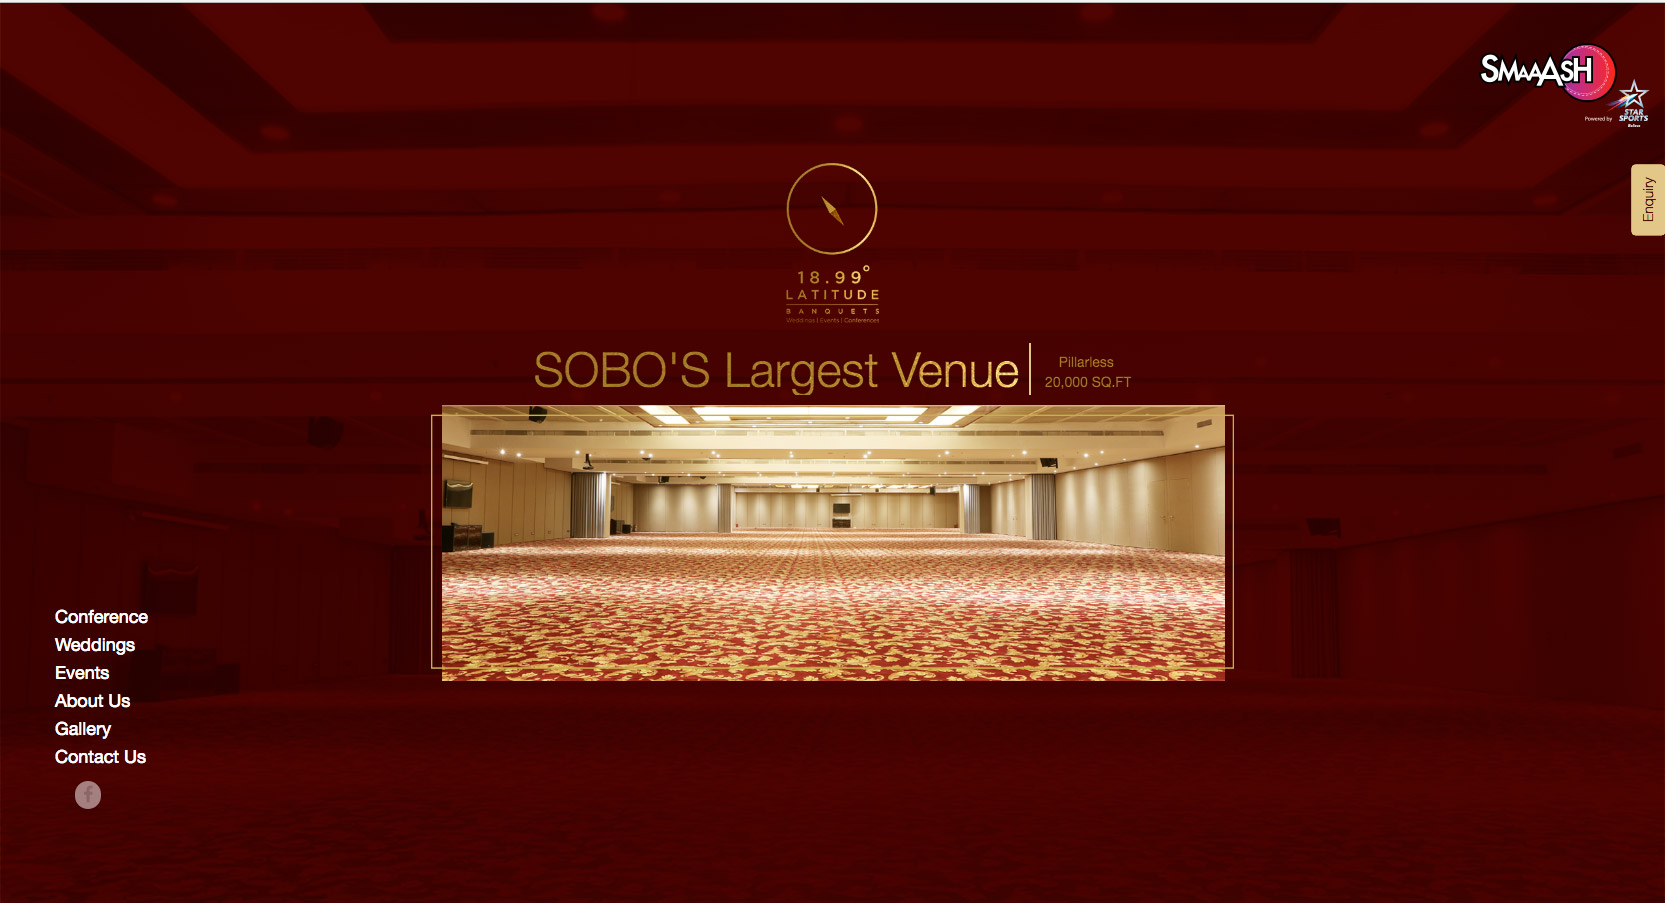 SMAAASH
Powered by
STAR
SPORTS
Enquiry
18.99°
LATITUDE
BANQUETS
Weddings | Events | Conferences
SOBO'S Largest Venue
Pillarless
20,000 SQ.FT
Conference
Weddings
Events
About Us
Gallery
Contact Us
f